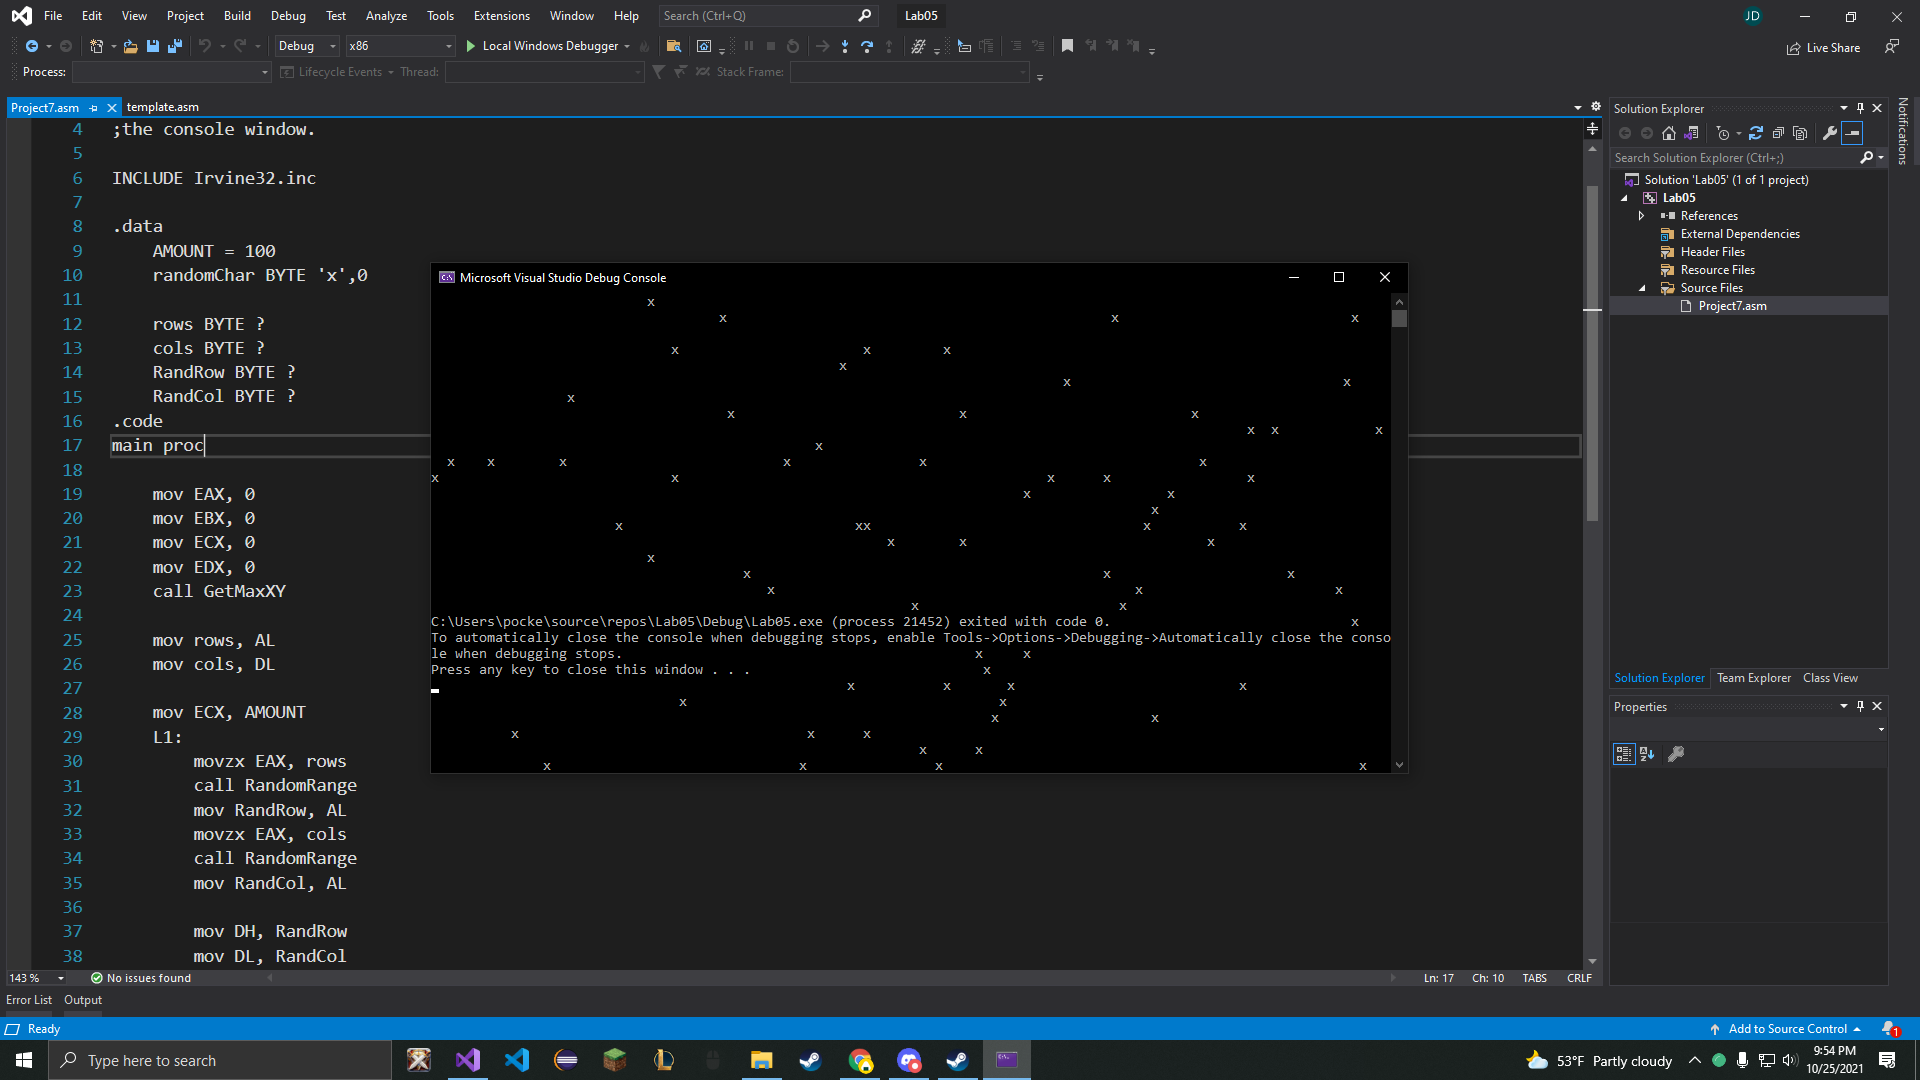 File Edit View Project Build Debug Test Analyze Tools Extensions Window Help Search (Ctrl+Q) Lab05 JD
Debug x86 Local Windows Debugger Live Share
Process: Lifecycle Events Thread: Stack Frame:
Project7.asm template.asm
4 ;the console window.
5
6 INCLUDE Irvine32.inc
7
8 .data
9 AMOUNT = 100
10 randomChar BYTE 'x',0
11
12 rows BYTE ?
13 cols BYTE ?
14 RandRow BYTE ?
15 RandCol BYTE ?
16 .code
17 main proc
18
19 mov EAX, 0
20 mov EBX, 0
21 mov ECX, 0
22 mov EDX, 0
23 call GetMaxXY
24
25 mov rows, AL
26 mov cols, DL
27
28 mov ECX, AMOUNT
29 L1:
30 movzx EAX, rows
31 call RandomRange
32 mov RandRow, AL
33 movzx EAX, cols
34 call RandomRange
35 mov RandCol, AL
36
37 mov DH, RandRow
38 mov DL, RandCol
143 % No issues found Ln: 17 Ch: 10 TABS CRLF
Microsoft Visual Studio Debug Console
x
x x x
x x x
x
x x
x
x x x
x x x
x
x x x x x x
x x x x x
x x
x
x xx x x
x x x
x
x x x
x x x
x x
C:\Users\pocke\source\repos\Lab05\Debug\Lab05.exe (process 21452) exited with code 0. x
To automatically close the console when debugging stops, enable Tools->Options->Debugging->Automatically close the conso
le when debugging stops. x x
Press any key to close this window . . . x
x x x x
x x
x x
x x x
x x
x x x x
Solution Explorer
Search Solution Explorer (Ctrl+;)
Solution 'Lab05' (1 of 1 project)
Lab05
References
External Dependencies
Header Files
Resource Files
Source Files
Project7.asm
Solution Explorer Team Explorer Class View
Properties
Notifications
Error List Output
Ready Add to Source Control 1
Type here to search 53°F Partly cloudy 9:54 PM
10/25/2021